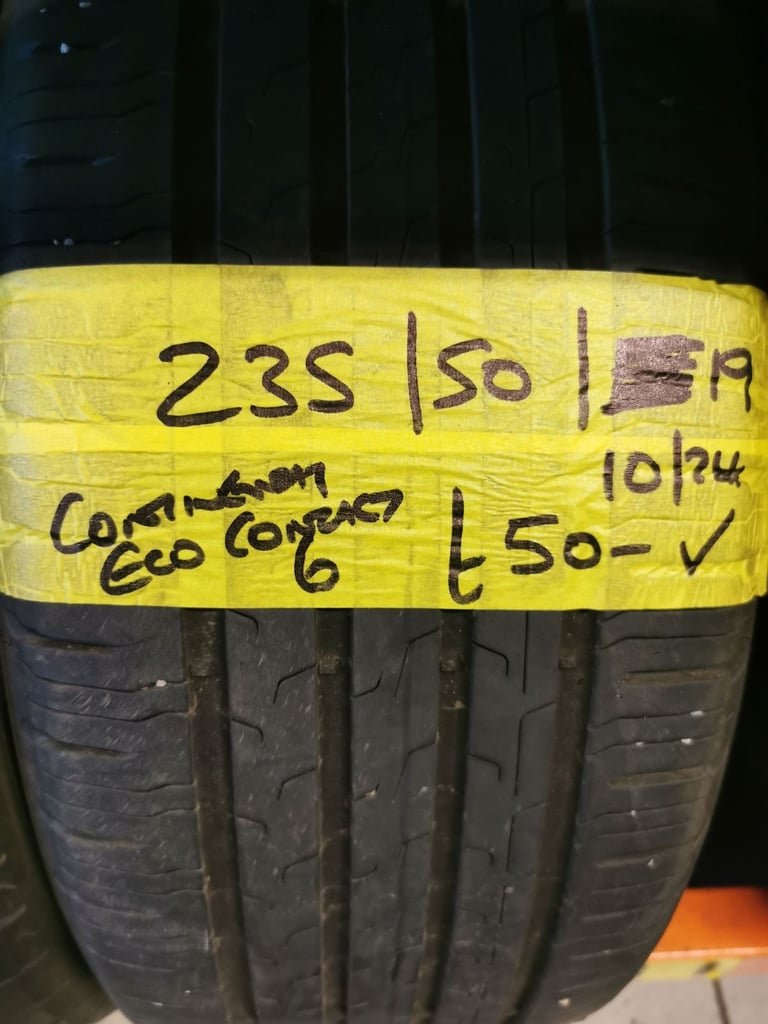 235/50/19
10/24
CONTINENTAL
ECO CONTACT
6
£50- ✓